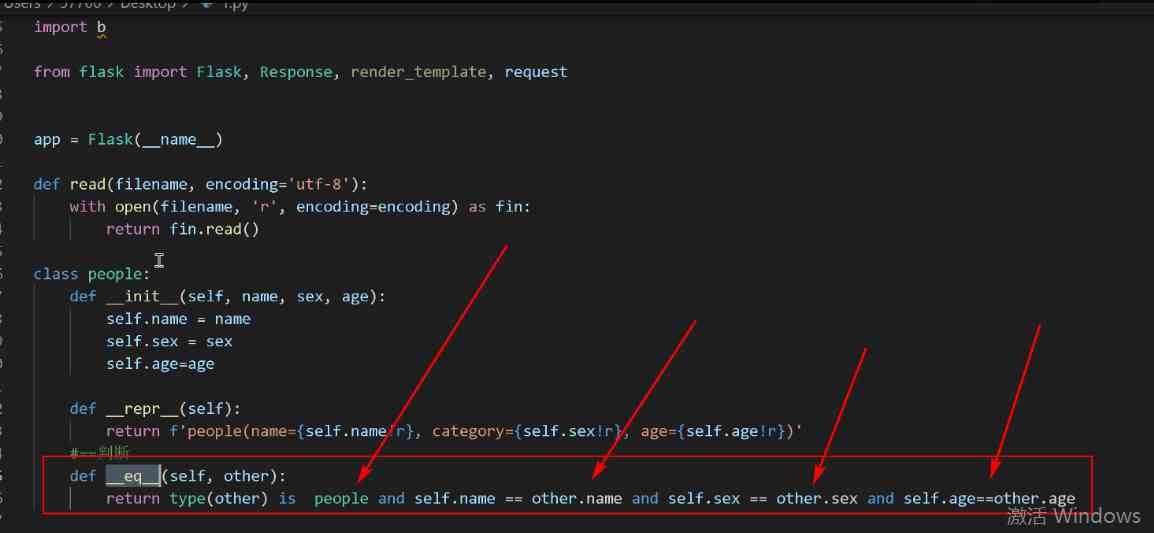 Users > 57700 > Desktop > 1.py
import b
from flask import Flask, Response, render_template, request
app = Flask(__name__)
def read(filename, encoding='utf-8'):
with open(filename, 'r', encoding=encoding) as fin:
return fin.read()
class people:
def __init__(self, name, sex, age):
self.name = name
self.sex = sex
self.age=age
def __repr__(self):
return f'people(name={self.name!r}, category={self.sex!r}, age={self.age!r})'
#==判断
def __eq__(self, other):
return type(other) is  people and self.name == other.name and self.sex == other.sex and self.age==other.age
激活 Windows